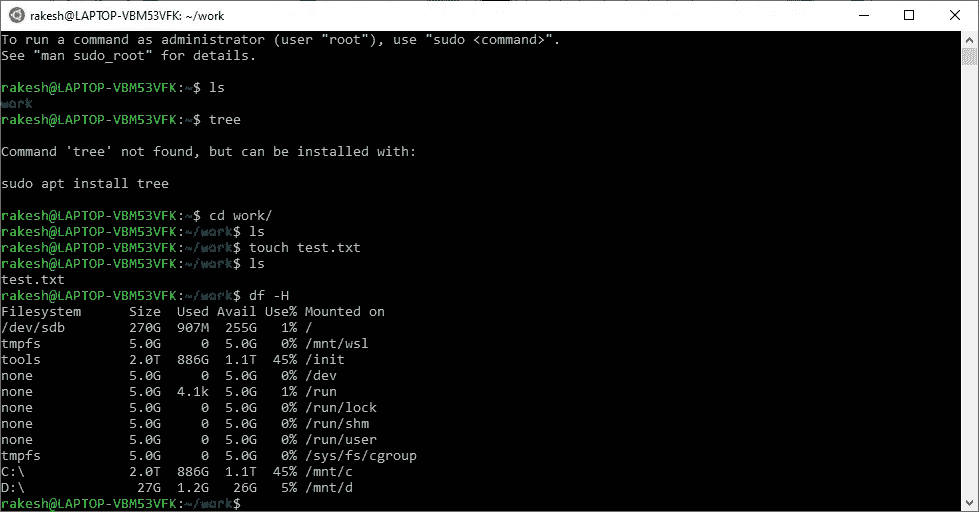 rakesh@LAPTOP-VBM53VFK: ~/work
To run a command as administrator (user "root"), use "sudo <command>".
See "man sudo_root" for details.
rakesh@LAPTOP-VBM53VFK:~$ ls
work
rakesh@LAPTOP-VBM53VFK:~$ tree
Command 'tree' not found, but can be installed with:
sudo apt install tree
rakesh@LAPTOP-VBM53VFK:~$ cd work/
rakesh@LAPTOP-VBM53VFK:~/work$ ls
rakesh@LAPTOP-VBM53VFK:~/work$ touch test.txt
rakesh@LAPTOP-VBM53VFK:~/work$ ls
test.txt
rakesh@LAPTOP-VBM53VFK:~/work$ df -H
Filesystem      Size  Used Avail Use% Mounted on
/dev/sdb        270G  907M  255G   1% /
tmpfs           5.0G     0  5.0G   0% /mnt/wsl
tools           2.0T  886G  1.1T  45% /init
none            5.0G     0  5.0G   0% /dev
none            5.0G  4.1k  5.0G   1% /run
none            5.0G     0  5.0G   0% /run/lock
none            5.0G     0  5.0G   0% /run/shm
none            5.0G     0  5.0G   0% /run/user
tmpfs           5.0G     0  5.0G   0% /sys/fs/cgroup
C:\             2.0T  886G  1.1T  45% /mnt/c
D:\              27G  1.2G   26G   5% /mnt/d
rakesh@LAPTOP-VBM53VFK:~/work$